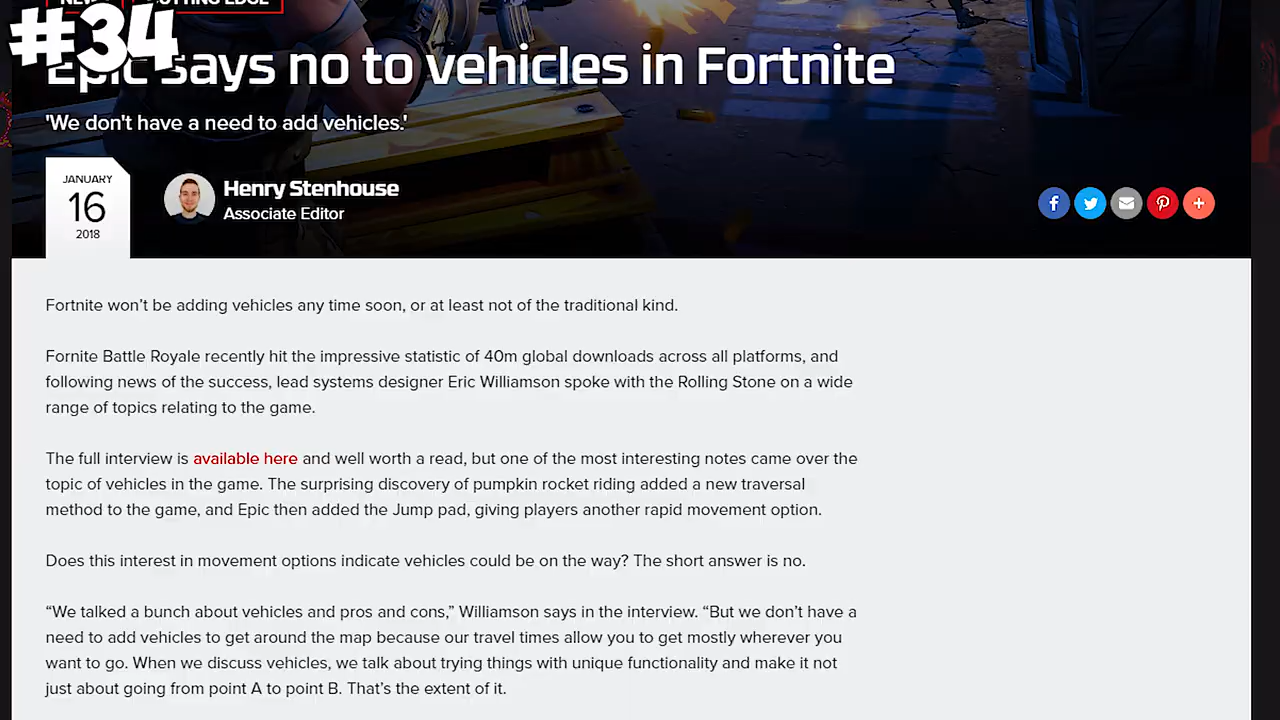 #34
Epic says no to vehicles in Fortnite
'We don't have a need to add vehicles.'
JANUARY
16
2018
Henry Stenhouse
Associate Editor
Fortnite won’t be adding vehicles any time soon, or at least not of the traditional kind.
Fornite Battle Royale recently hit the impressive statistic of 40m global downloads across all platforms, and
following news of the success, lead systems designer Eric Williamson spoke with the Rolling Stone on a wide
range of topics relating to the game.
The full interview is available here and well worth a read, but one of the most interesting notes came over the
topic of vehicles in the game. The surprising discovery of pumpkin rocket riding added a new traversal
method to the game, and Epic then added the Jump pad, giving players another rapid movement option.
Does this interest in movement options indicate vehicles could be on the way? The short answer is no.
“We talked a bunch about vehicles and pros and cons,” Williamson says in the interview. “But we don’t have a
need to add vehicles to get around the map because our travel times allow you to get mostly wherever you
want to go. When we discuss vehicles, we talk about trying things with unique functionality and make it not
just about going from point A to point B. That’s the extent of it.